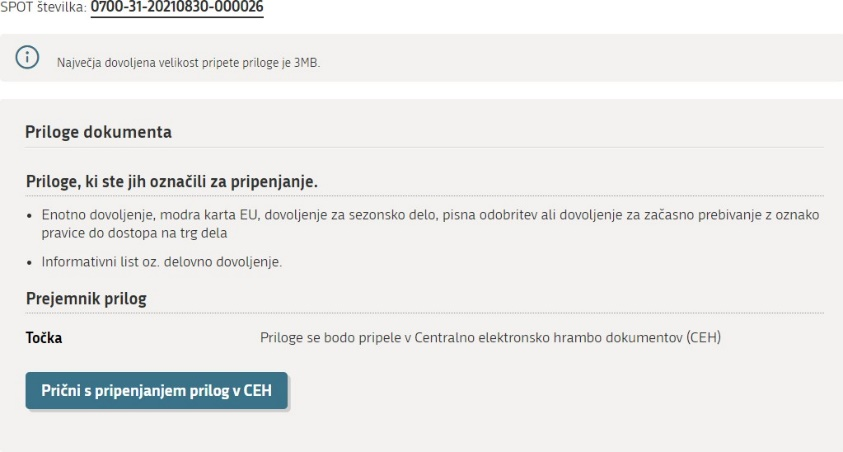 SPOT številka: 0700-31-20210830-000026
Največja dovoljena velikost pripete priloge je 3MB.
Priloge dokumenta
Priloge, ki ste jih označili za pripenjanje.
• Enotno dovoljenje, modra karta EU, dovoljenje za sezonsko delo, pisna odobritev ali dovoljenje za začasno prebivanje z oznako
pravice do dostopa na trg dela
• Informativni list oz. delovno dovoljenje.
Prejemnik prilog
Točka Priloge se bodo pripele v Centralno elektronsko hrambo dokumentov (CEH)
Prični s pripenjanjem prilog v CEH